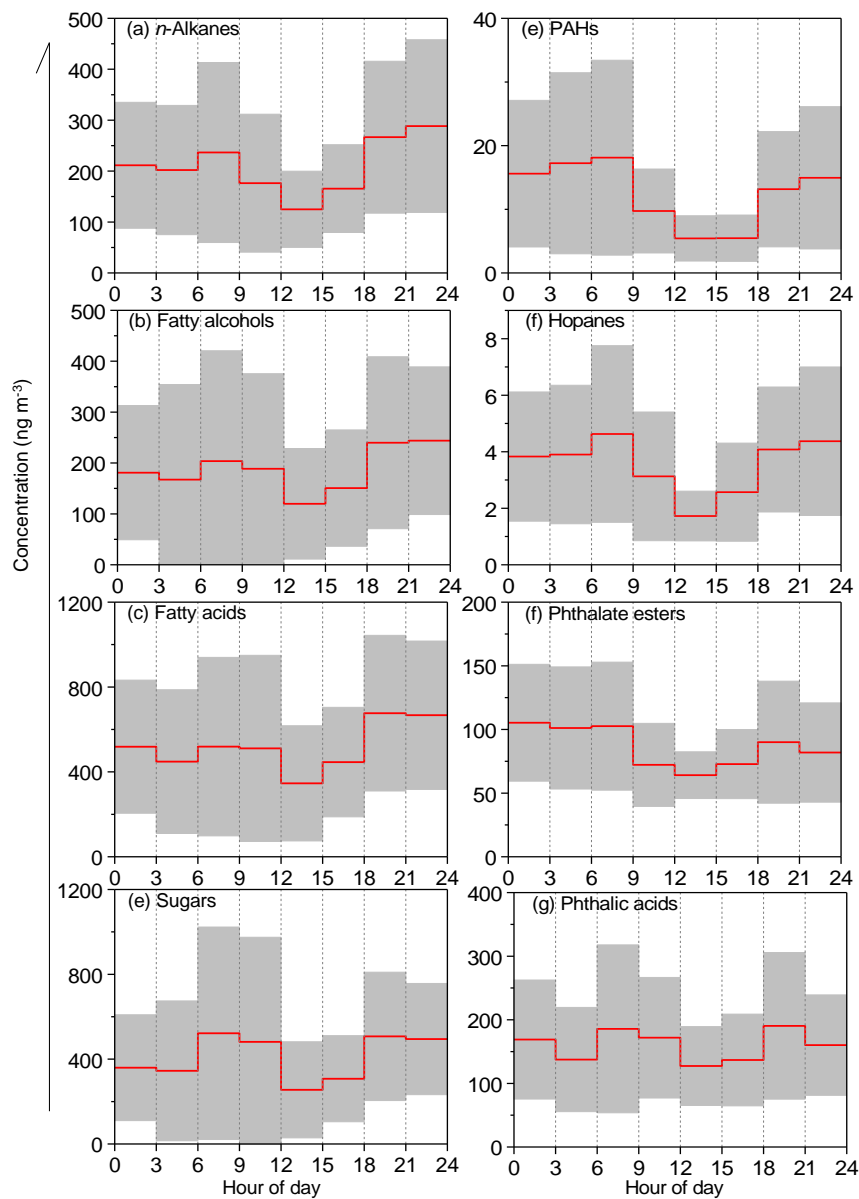 (a) n-Alkanes
500
400
300
200
100
0
0 3 6 9 12 15 18 21 24
(e) PAHs
40
20
0
0 3 6 9 12 15 18 21 24
(b) Fatty alcohols
500
400
300
200
100
0
0 3 6 9 12 15 18 21 24
(f) Hopanes
8
6
4
2
0
0 3 6 9 12 15 18 21 24
Concentration (ng m-3)
(c) Fatty acids
1200
800
400
0
0 3 6 9 12 15 18 21 24
(f) Phthalate esters
200
150
100
50
0
0 3 6 9 12 15 18 21 24
(e) Sugars
1200
800
400
0
0 3 6 9 12 15 18 21 24
Hour of day
(g) Phthalic acids
400
300
200
100
0
0 3 6 9 12 15 18 21 24
Hour of day